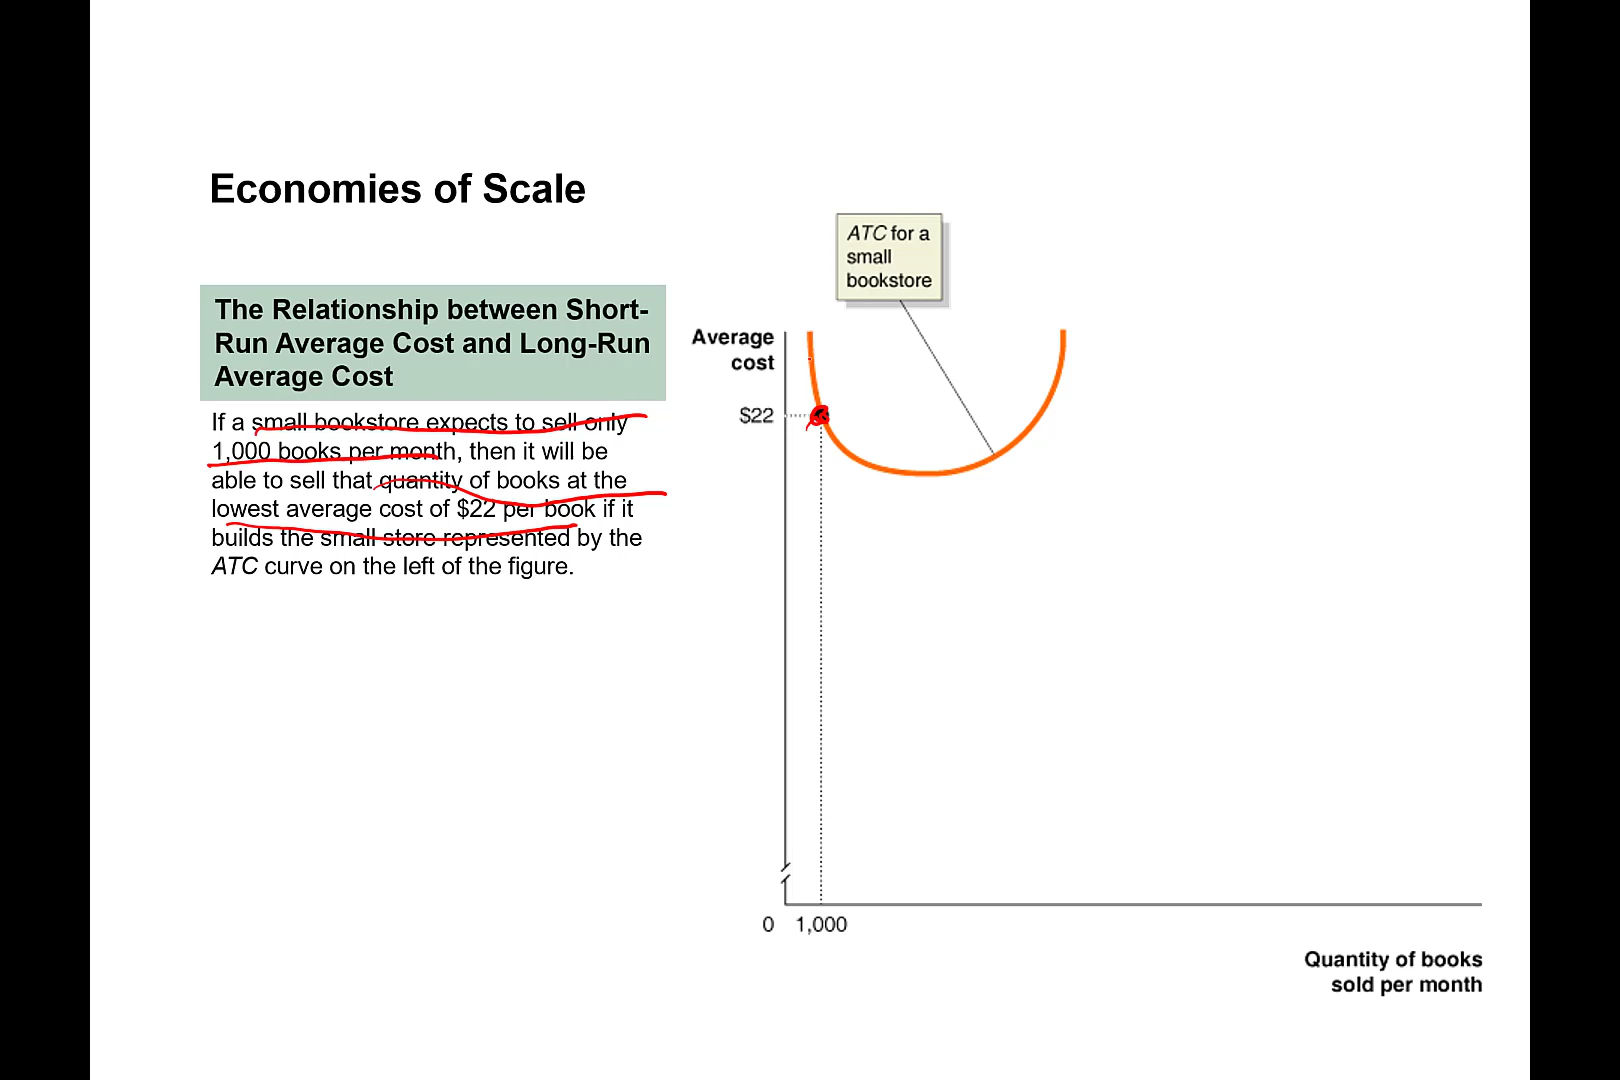 Economies of Scale
ATC for a
small
bookstore
The Relationship between Short-
Run Average Cost and Long-Run
Average Cost
If a small bookstore expects to sell only
1,000 books per month, then it will be
able to sell that quantity of books at the
lowest average cost of $22 per book if it
builds the small store represented by the
ATC curve on the left of the figure.
Average
cost
$22
0 1,000
Quantity of books
sold per month